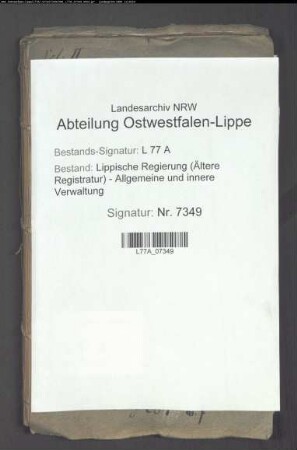 Landesarchiv NRW
Abteilung Ostwestfalen-Lippe
Bestands-Signatur: L 77 A
Bestand: Lippische Regierung (Ältere
Registratur) - Allgemeine und innere
Verwaltung
Signatur: Nr. 7349
L77A_07349